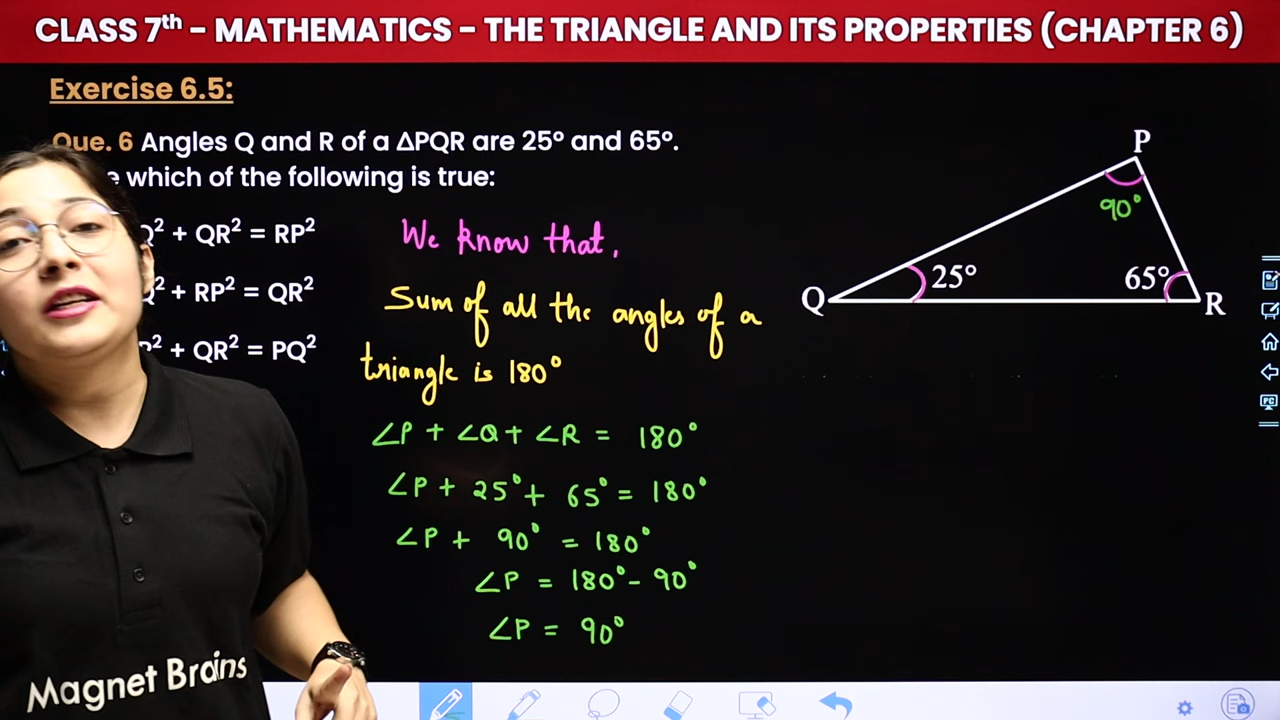 CLASS 7th – MATHEMATICS – THE TRIANGLE AND ITS PROPERTIES (CHAPTER 6)
Exercise 6.5:
Que. 6 Angles Q and R of a ΔPQR are 25° and 65°.
which of the following is true:
+ QR² = RP²
+ RP² = QR²
+ QR² = PQ²
We know that,
Sum of all the angles of a
triangle is 180°
∠P + ∠Q + ∠R = 180°
∠P + 25° + 65° = 180°
∠P + 90° = 180°
∠P = 180° - 90°
∠P = 90°
P
90°
Q 25° 65° R
Magnet Brains
PC